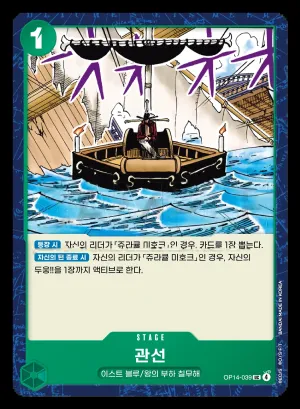 1
등장 시 자신의 리더가 「쥬라큘 미호크」인 경우, 카드를 1장 뽑는다.
자신의 턴 종료 시 자신의 리더가 「쥬라큘 미호크」인 경우, 자신의
두웅!!을 1장까지 액티브로 한다.
STAGE
관선
이스트 블루/왕의 부하 칠무해
OP14-039